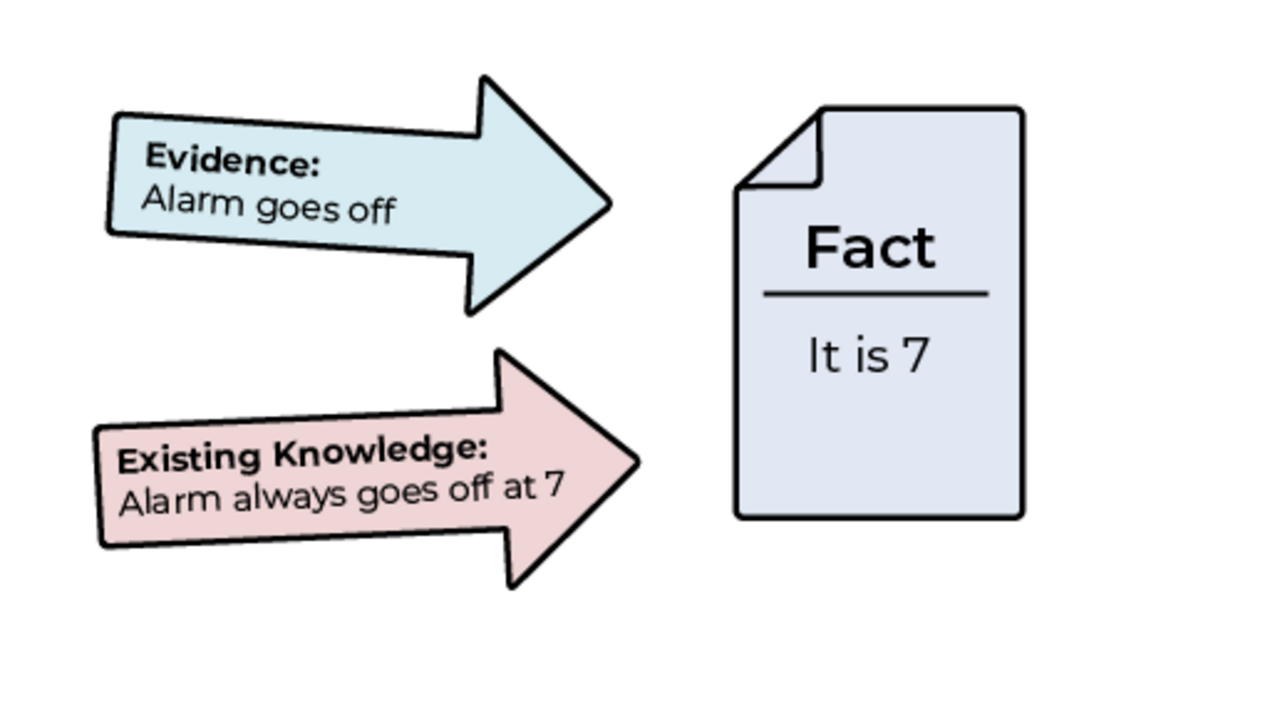 Evidence:
Alarm goes off
Existing Knowledge:
Alarm always goes off at 7
Fact
It is 7